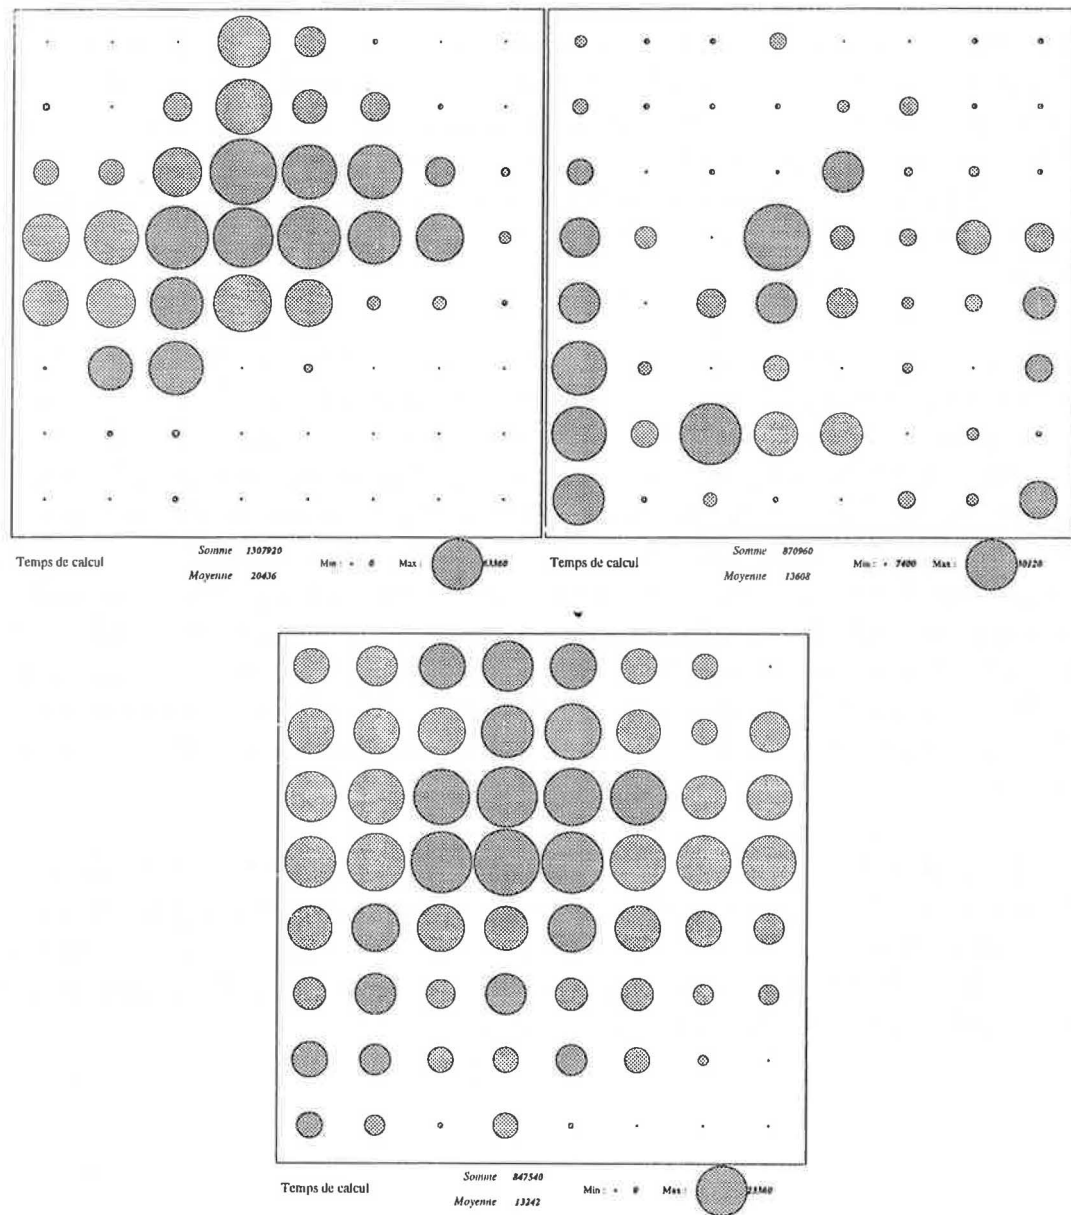 Somme 1307920
Temps de calcul Min : 0 Max :
Moyenne 20436
Somme 870960
Temps de calcul Min : 7400 Max :
Moyenne 13608
Somme 847540
Temps de calcul Min : 0 Max :
Moyenne 13242